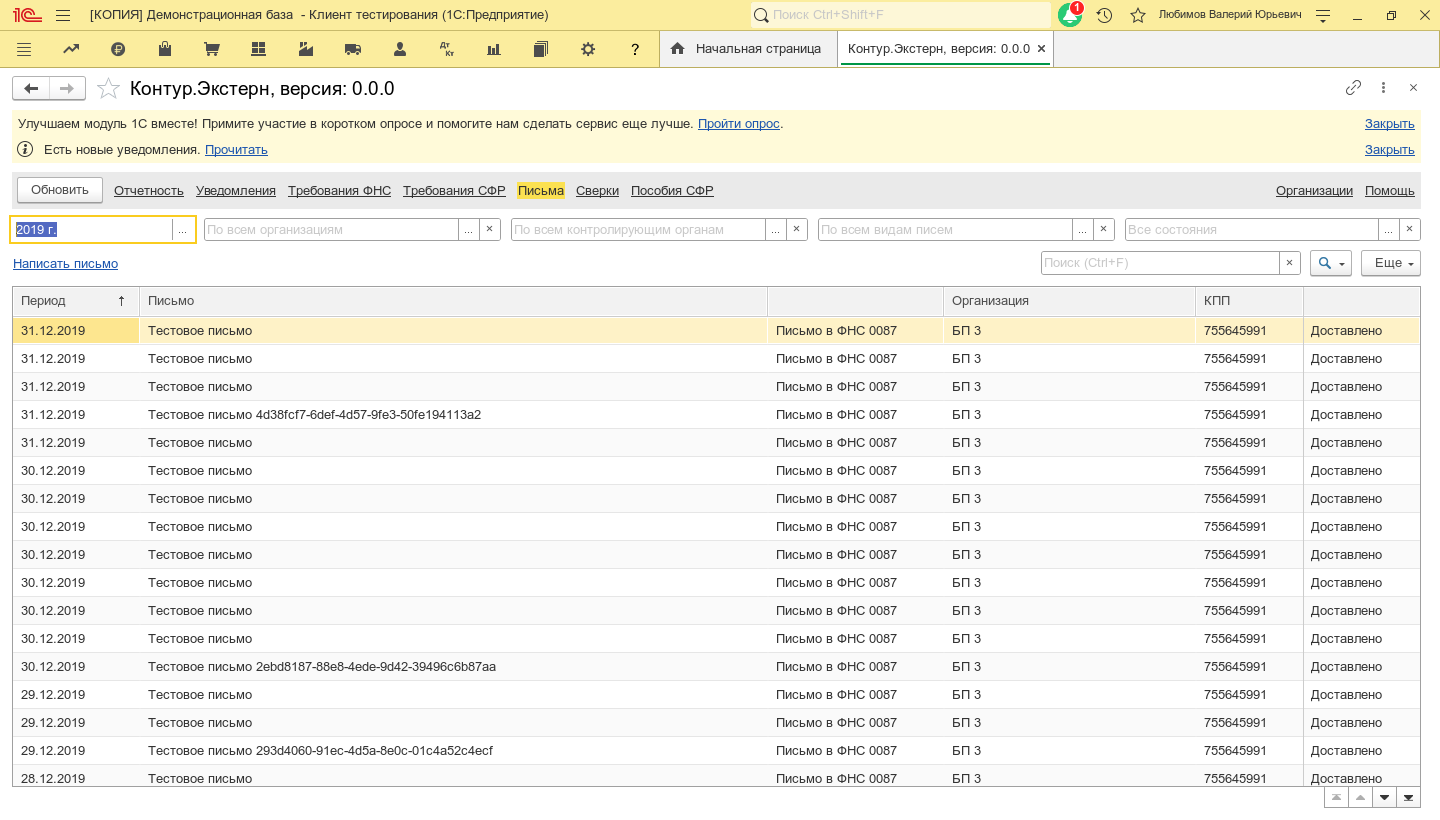 [КОПИЯ] Демонстрационная база - Клиент тестирования (1С:Предприятие) Поиск Ctrl+Shift+F 1 Любимов Валерий Юрьевич
Дт Кт ? Начальная страница Контур.Экстерн, версия: 0.0.0
Контур.Экстерн, версия: 0.0.0
Улучшаем модуль 1С вместе! Примите участие в коротком опросе и помогите нам сделать сервис еще лучше. Пройти опрос. Закрыть
Есть новые уведомления. Прочитать Закрыть
Обновить Отчетность Уведомления Требования ФНС Требования СФР Письма Сверки Пособия СФР Организации Помощь
2019 г. ... По всем организациям ... × По всем контролирующим органам ... × По всем видам писем ... × Все состояния ... ×
Написать письмо Поиск (Ctrl+F) × Еще
Период ↑ Письмо Организация КПП
31.12.2019 Тестовое письмо Письмо в ФНС 0087 БП 3 755645991 Доставлено
31.12.2019 Тестовое письмо Письмо в ФНС 0087 БП 3 755645991 Доставлено
31.12.2019 Тестовое письмо Письмо в ФНС 0087 БП 3 755645991 Доставлено
31.12.2019 Тестовое письмо 4d38fcf7-6def-4d57-9fe3-50fe194113a2 Письмо в ФНС 0087 БП 3 755645991 Доставлено
31.12.2019 Тестовое письмо Письмо в ФНС 0087 БП 3 755645991 Доставлено
30.12.2019 Тестовое письмо Письмо в ФНС 0087 БП 3 755645991 Доставлено
30.12.2019 Тестовое письмо Письмо в ФНС 0087 БП 3 755645991 Доставлено
30.12.2019 Тестовое письмо Письмо в ФНС 0087 БП 3 755645991 Доставлено
30.12.2019 Тестовое письмо Письмо в ФНС 0087 БП 3 755645991 Доставлено
30.12.2019 Тестовое письмо Письмо в ФНС 0087 БП 3 755645991 Доставлено
30.12.2019 Тестовое письмо Письмо в ФНС 0087 БП 3 755645991 Доставлено
30.12.2019 Тестовое письмо Письмо в ФНС 0087 БП 3 755645991 Доставлено
30.12.2019 Тестовое письмо 2ebd8187-88e8-4ede-9d42-39496c6b87aa Письмо в ФНС 0087 БП 3 755645991 Доставлено
29.12.2019 Тестовое письмо Письмо в ФНС 0087 БП 3 755645991 Доставлено
29.12.2019 Тестовое письмо Письмо в ФНС 0087 БП 3 755645991 Доставлено
29.12.2019 Тестовое письмо 293d4060-91ec-4d5a-8e0c-01c4a52c4ecf Письмо в ФНС 0087 БП 3 755645991 Доставлено
28.12.2019 Тестовое письмо Письмо в ФНС 0087 БП 3 755645991 Доставлено